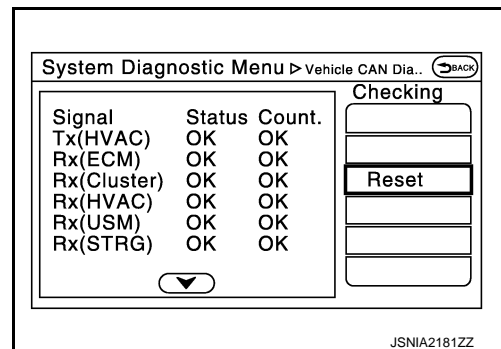 System Diagnostic Menu ▷ Vehicle CAN Dia.. BACK
Checking
Signal Status Count.
Tx(HVAC) OK OK
Rx(ECM) OK OK
Rx(Cluster) OK OK
Rx(HVAC) OK OK
Rx(USM) OK OK
Rx(STRG) OK OK
Reset
JSNIA2181ZZ